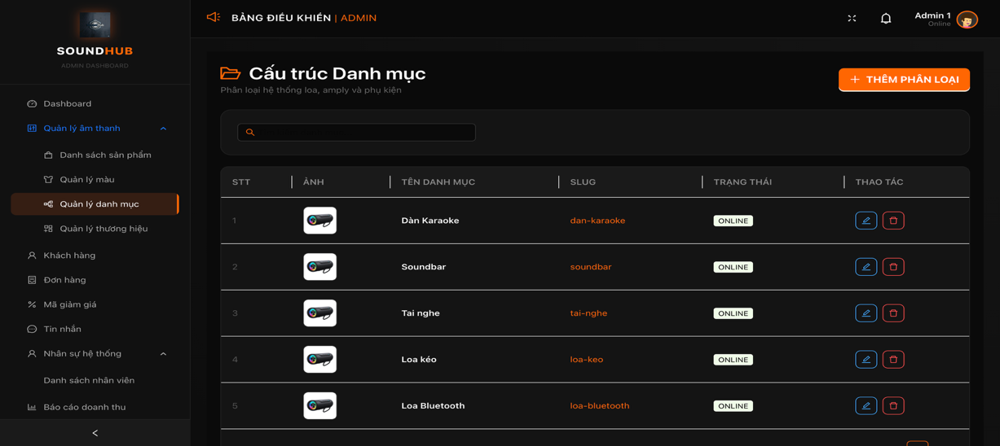 SOUNDHUB
ADMIN DASHBOARD
Dashboard
Quản lý âm thanh
Danh sách sản phẩm
Quản lý màu
Quản lý danh mục
Quản lý thương hiệu
Khách hàng
Đơn hàng
Mã giảm giá
Tin nhắn
Nhân sự hệ thống
Danh sách nhân viên
Báo cáo doanh thu
BẢNG ĐIỀU KHIỂN | ADMIN
Admin 1
Online
Cấu trúc Danh mục
Phân loại hệ thống loa, amply và phụ kiện
THÊM PHÂN LOẠI
STT ẢNH TÊN DANH MỤC SLUG TRẠNG THÁI THAO TÁC
1 Dàn Karaoke dan-karaoke ONLINE
2 Soundbar soundbar ONLINE
3 Tai nghe tai-nghe ONLINE
4 Loa kéo loa-keo ONLINE
5 Loa Bluetooth loa-bluetooth ONLINE